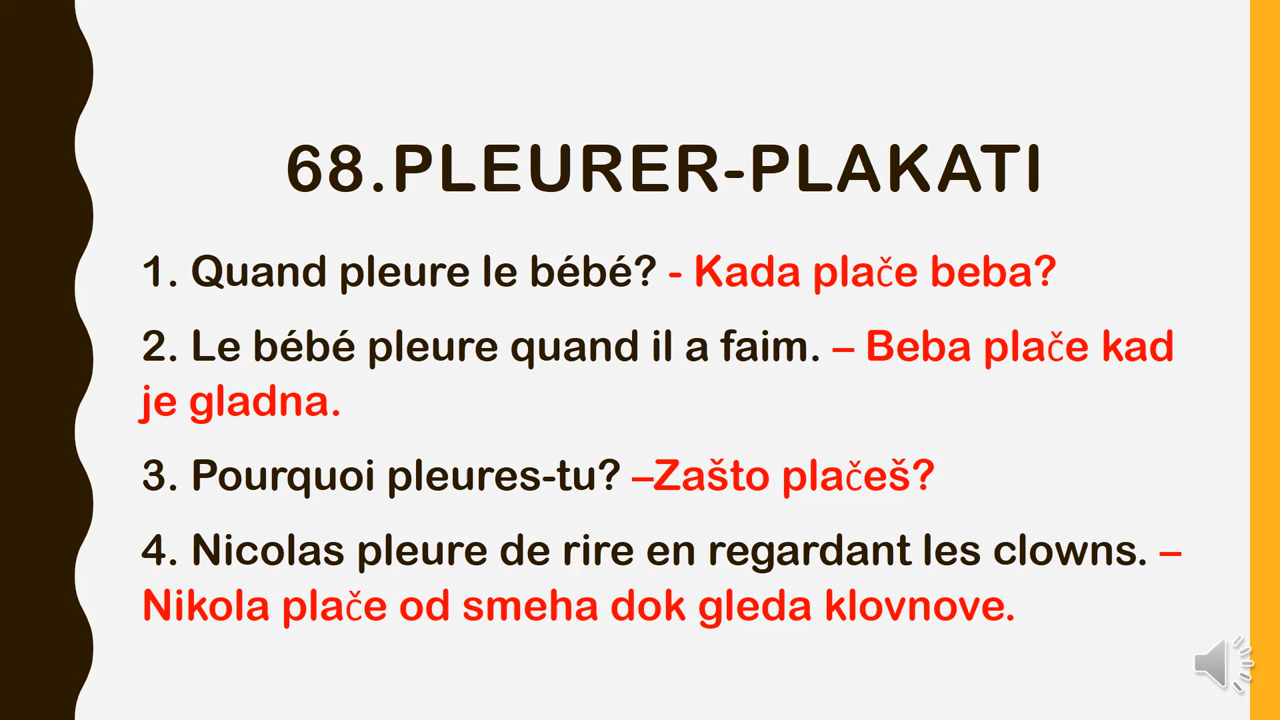 68.PLEURER-PLAKATI
1. Quand pleure le bébé? - Kada plače beba?
2. Le bébé pleure quand il a faim. – Beba plače kad
je gladna.
3. Pourquoi pleures-tu? –Zašto plačeš?
4. Nicolas pleure de rire en regardant les clowns. –
Nikola plače od smeha dok gleda klovnove.